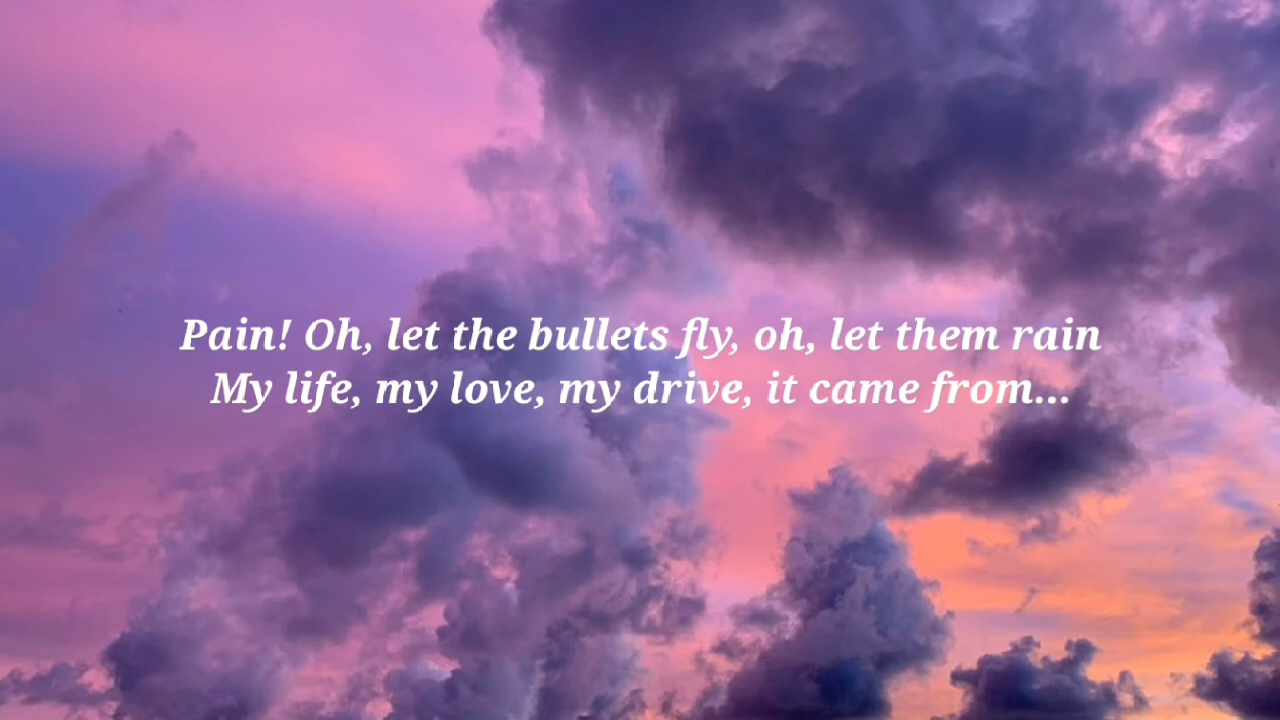 Pain! Oh, let the bullets fly, oh, let them rain
My life, my love, my drive, it came from...